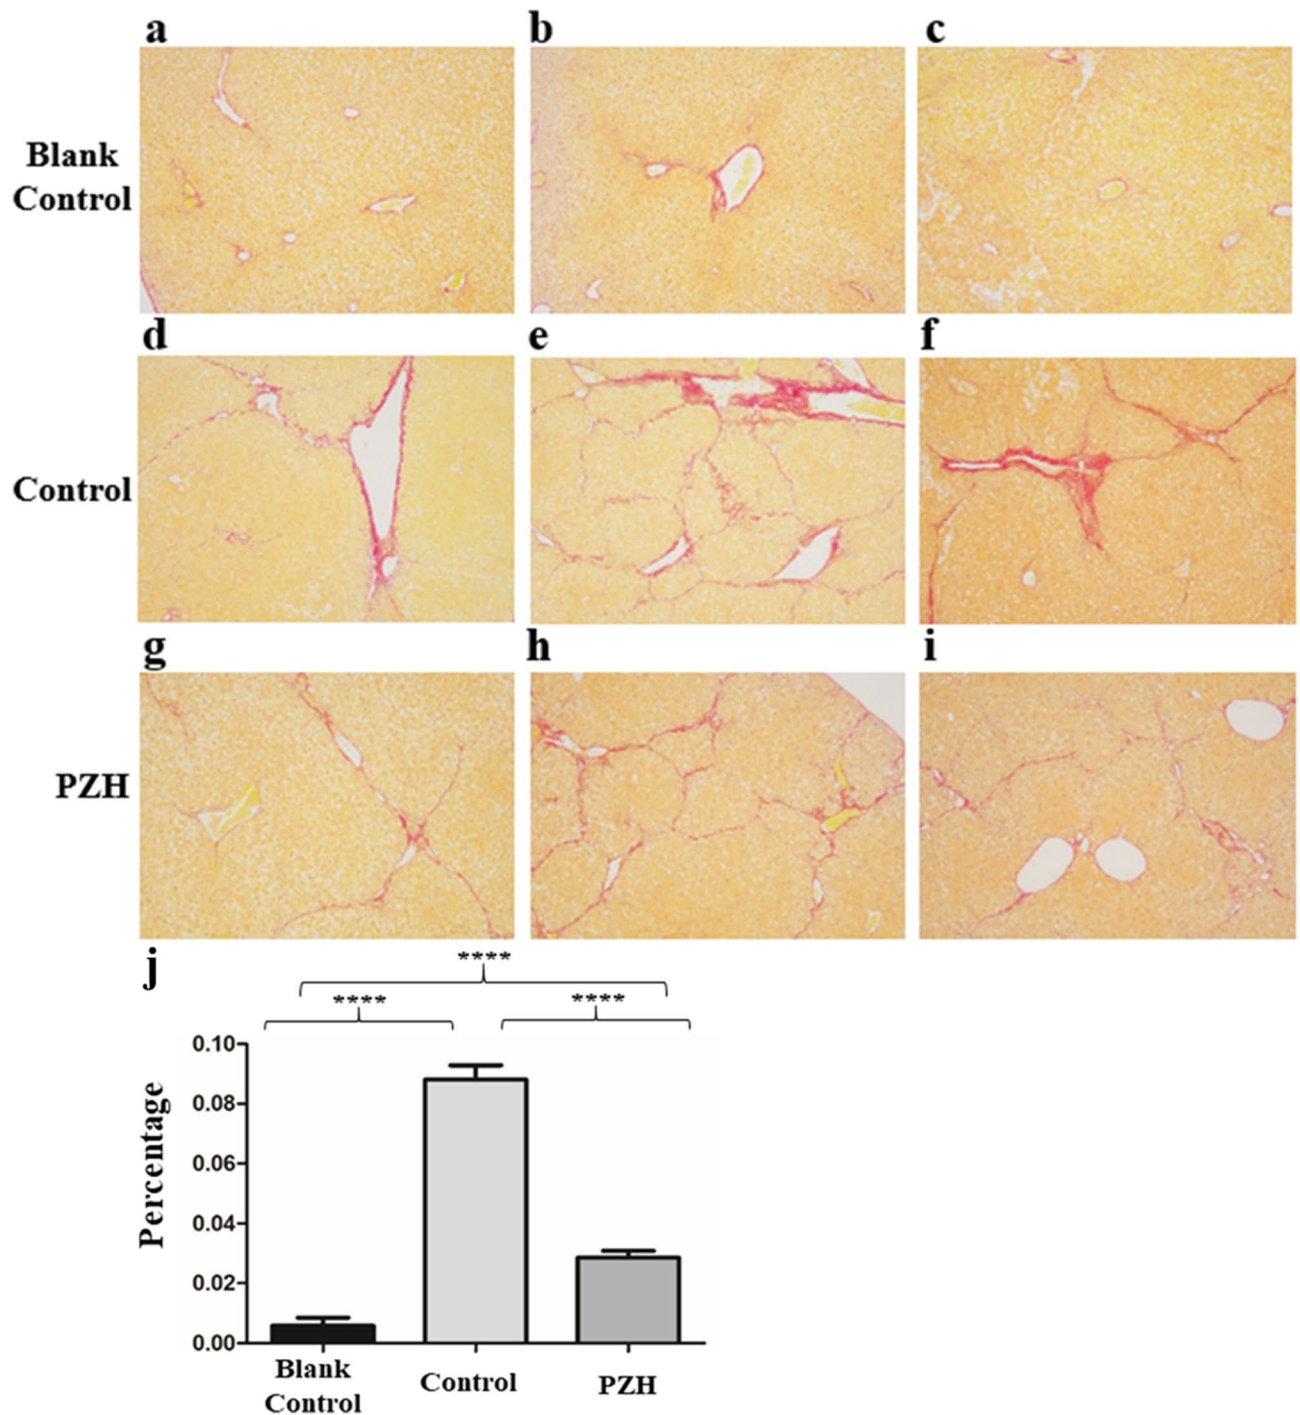 a b c
Blank
Control
d e f
Control
g h i
PZH
j
****
**** ****
0.10
0.08
0.06
0.04
0.02
0.00
Percentage
Blank
Control
Control
PZH